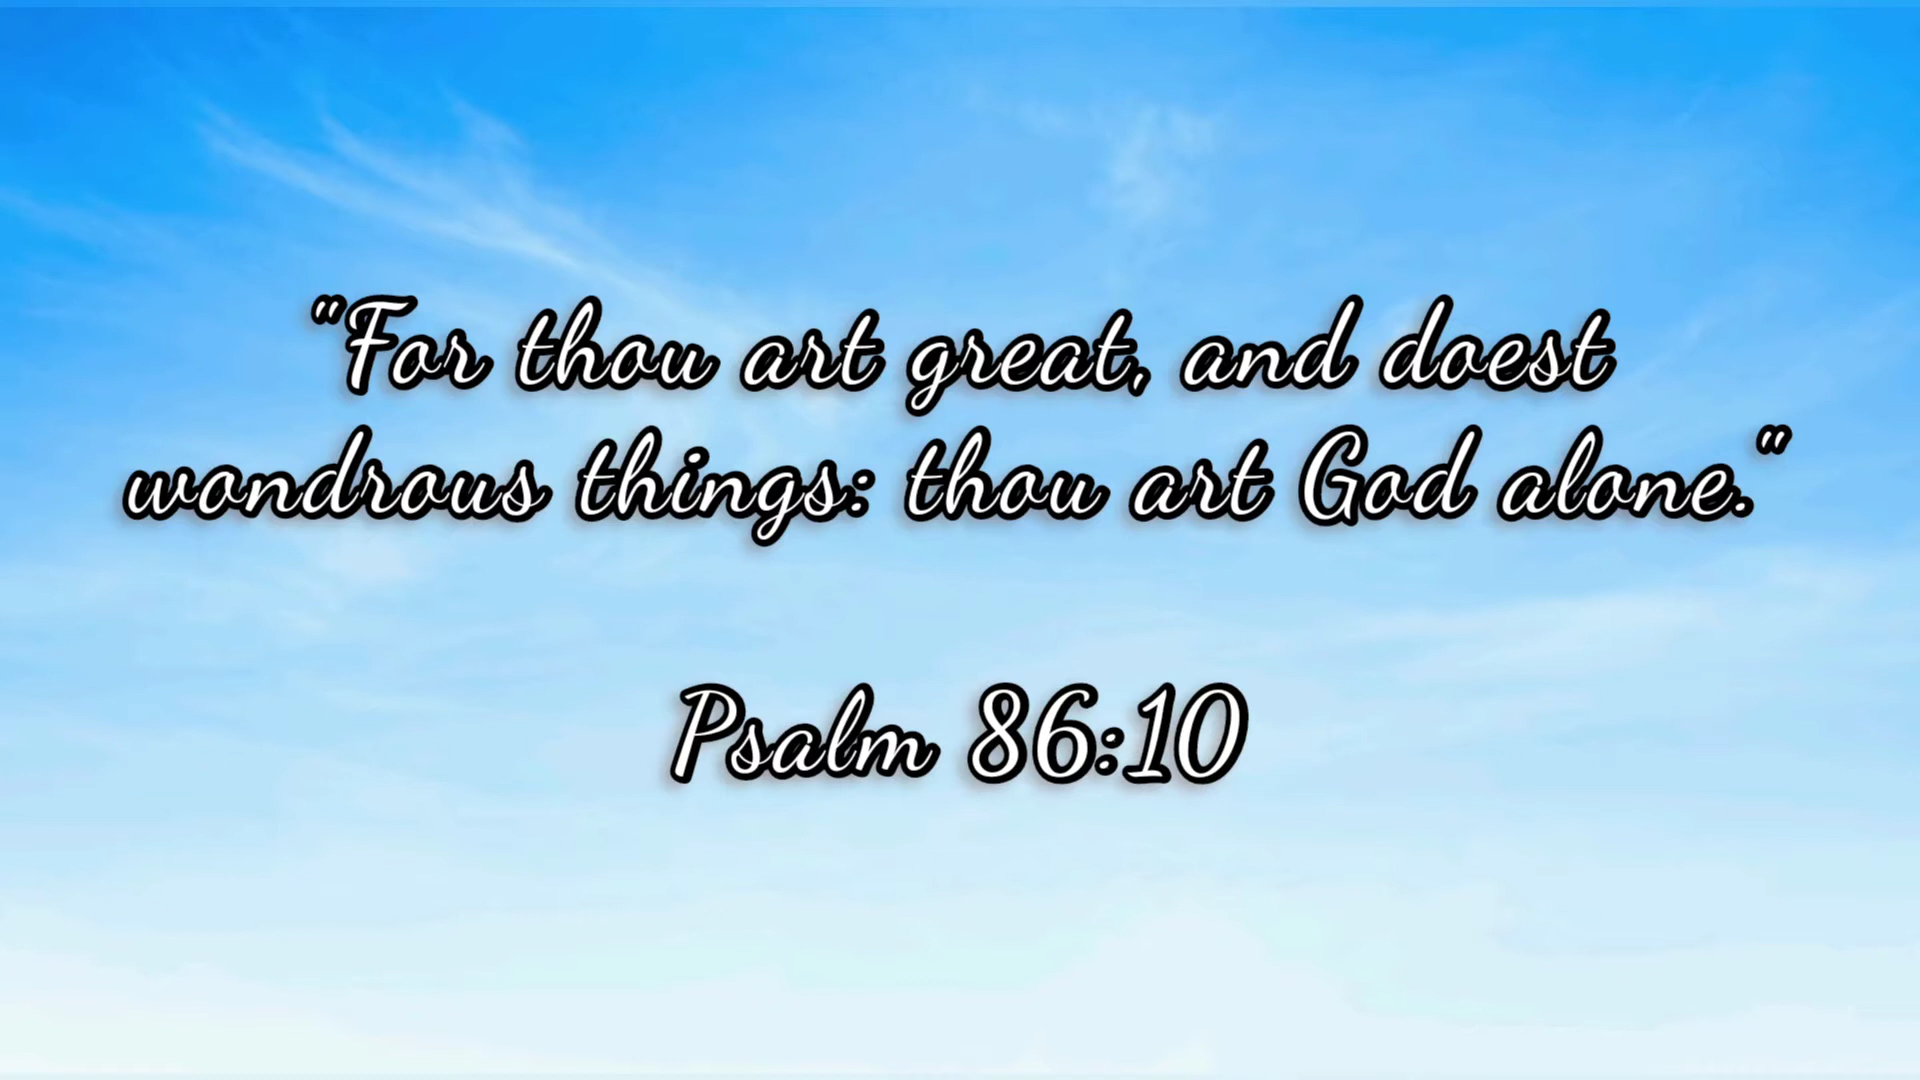 "For thou art great, and doest
wondrous things: thou art God alone."
Psalm 86:10